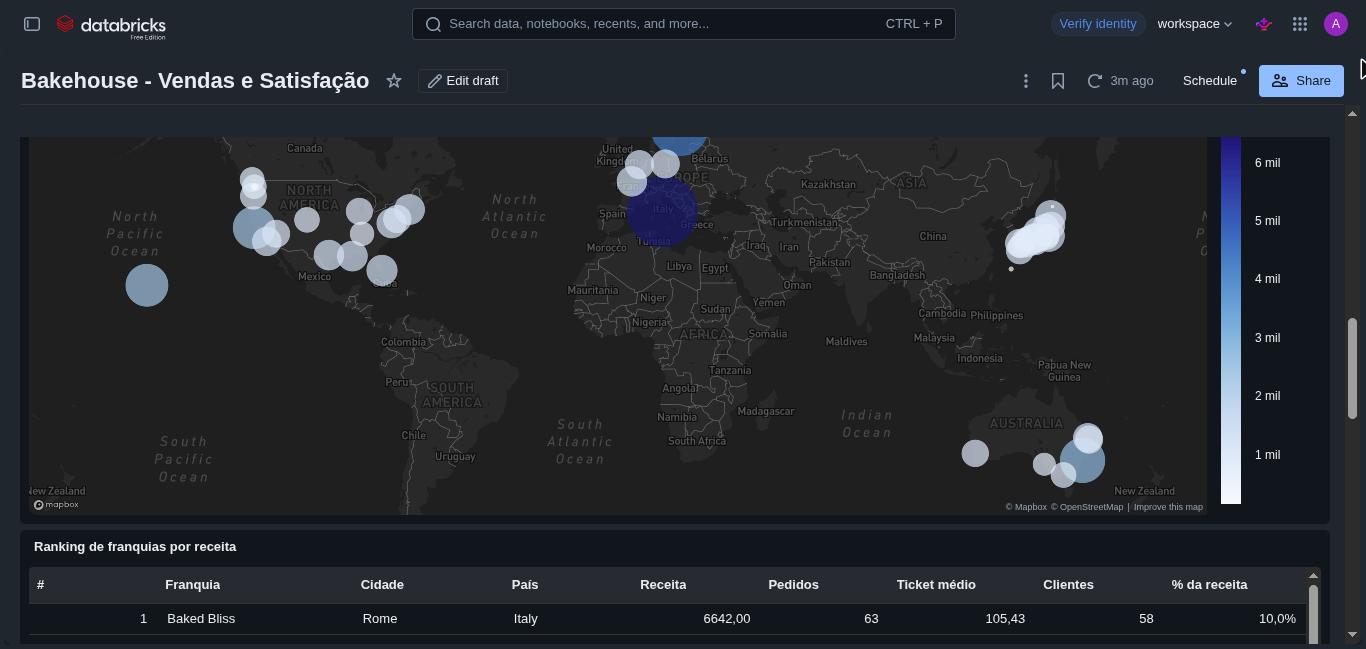 databricks
Free Edition
Search data, notebooks, recents, and more...
CTRL + P
Verify identity
workspace
A
Bakehouse - Vendas e Satisfação
Edit draft
3m ago
Schedule
Share
Canada
NORTH
AMERICA
North
Pacific
Ocean
Mexico
Cuba
North
Atlantic
Ocean
United
Kingdom
Belarus
Spain
Italy
Greece
Tunisia
Morocco
Kazakhstan
ASIA
Turkmenistan
China
Iraq
Iran
Pakistan
Libya
Egypt
Bangladesh
Oman
Mauritania
Niger
Sudan
Yemen
Nigeria
AFRICA
Somalia
Cambodia
Philippines
Malaysia
Maldives
Indonesia
Colombia
Peru
SOUTH
AMERICA
Tanzania
Angola
Papua New
Guinea
Namibia
Madagascar
South Africa
Indian
Ocean
AUSTRALIA
Chile
Uruguay
South
Atlantic
Ocean
South
Pacific
Ocean
New Zealand
New Zealand
mapbox
© Mapbox © OpenStreetMap | Improve this map
6 mil
5 mil
4 mil
3 mil
2 mil
1 mil
Ranking de franquias por receita
# Franquia Cidade País Receita Pedidos Ticket médio Clientes % da receita
1 Baked Bliss Rome Italy 6642,00 63 105,43 58 10,0%